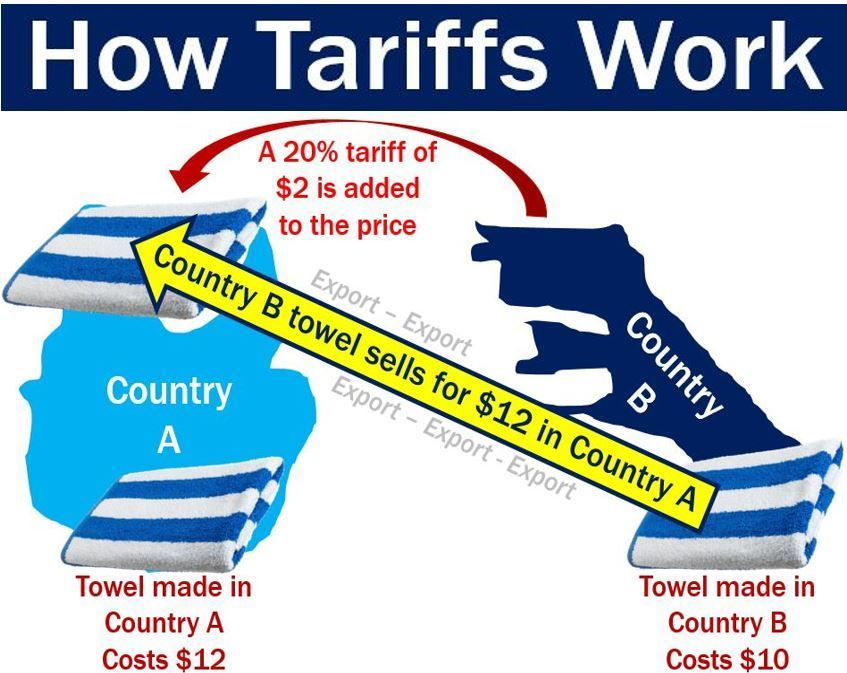 How Tariffs Work
A 20% tariff of
$2 is added
to the price
Country B towel sells for $12 in Country A
Export – Export
Export – Export - Export
Country
A
Country
B
Towel made in
Country A
Costs $12
Towel made in
Country B
Costs $10